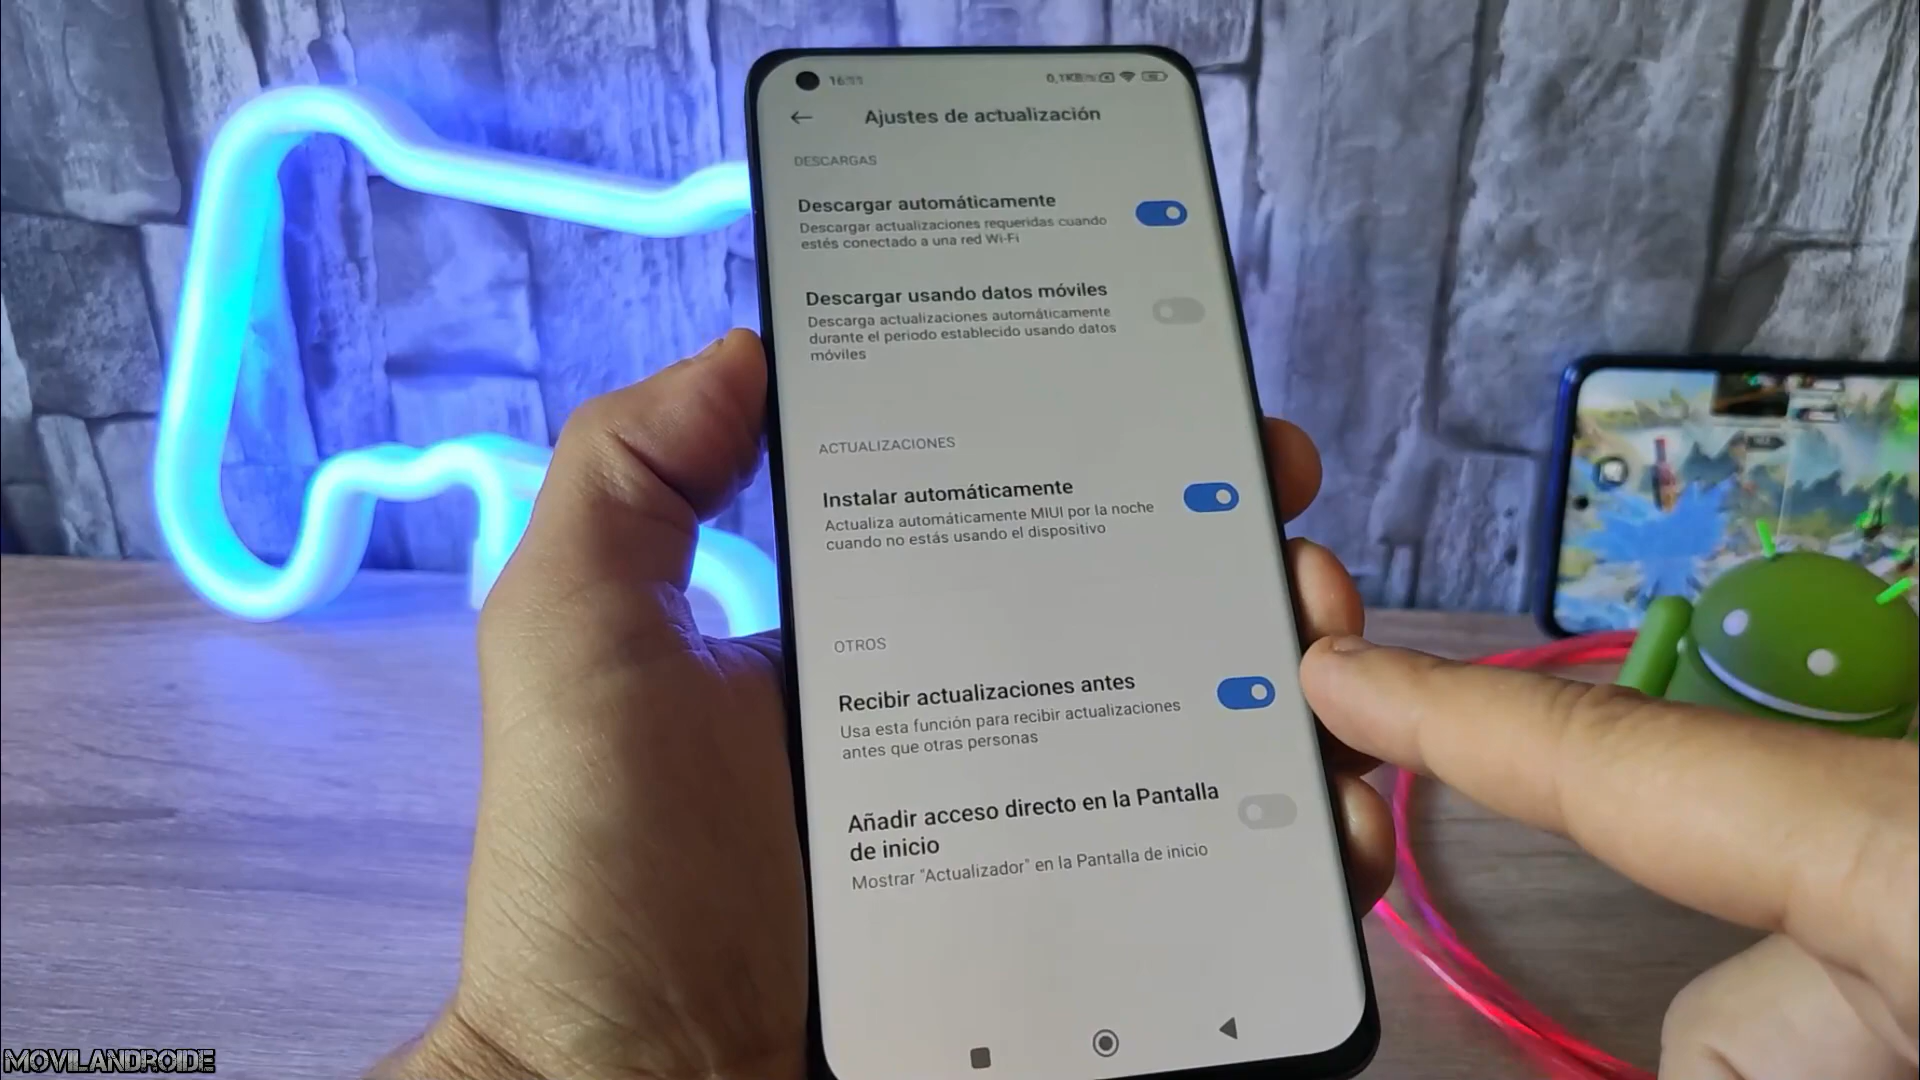 Ajustes de actualización
DESCARGAS
Descargar automáticamente
Descargar actualizaciones requeridas cuando
estés conectado a una red Wi-Fi
Descargar usando datos móviles
Descarga actualizaciones automáticamente
durante el periodo establecido usando datos
móviles
ACTUALIZACIONES
Instalar automáticamente
Actualiza automáticamente MIUI por la noche
cuando no estás usando el dispositivo
OTROS
Recibir actualizaciones antes
Usa esta función para recibir actualizaciones
antes que otras personas
Añadir acceso directo en la Pantalla
de inicio
Mostrar "Actualizador" en la Pantalla de inicio
MOVILANDROIDE